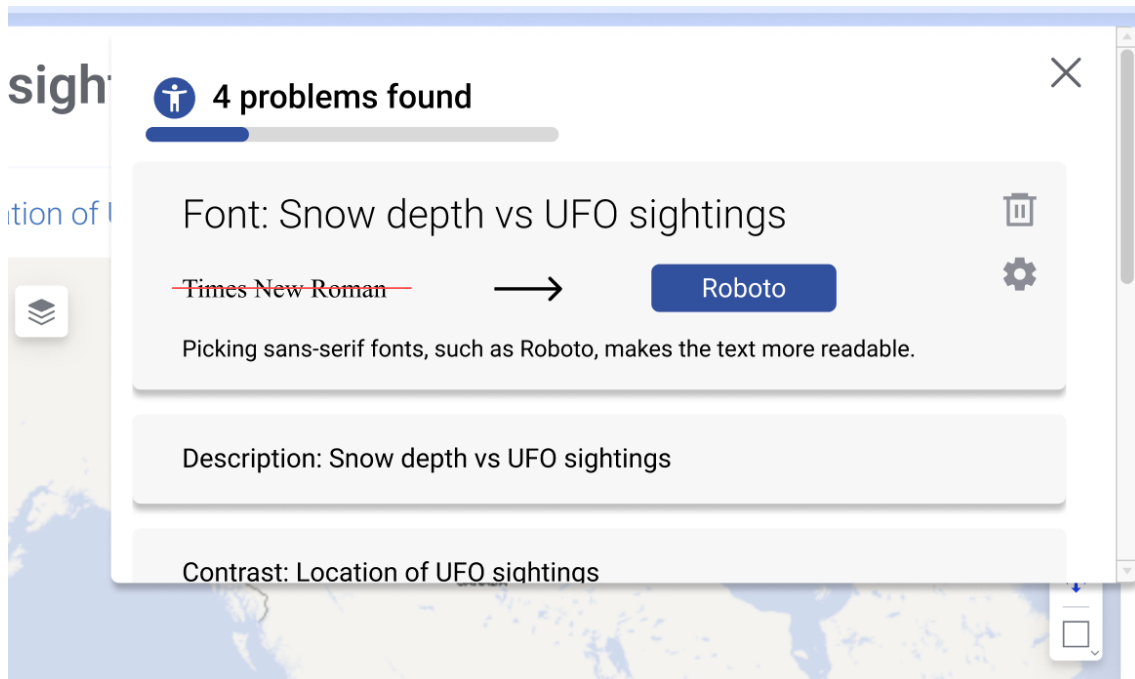 sigh
4 problems found
tion of
Font: Snow depth vs UFO sightings
Times New Roman
Roboto
Picking sans-serif fonts, such as Roboto, makes the text more readable.
Description: Snow depth vs UFO sightings
Contrast: Location of UFO sightings